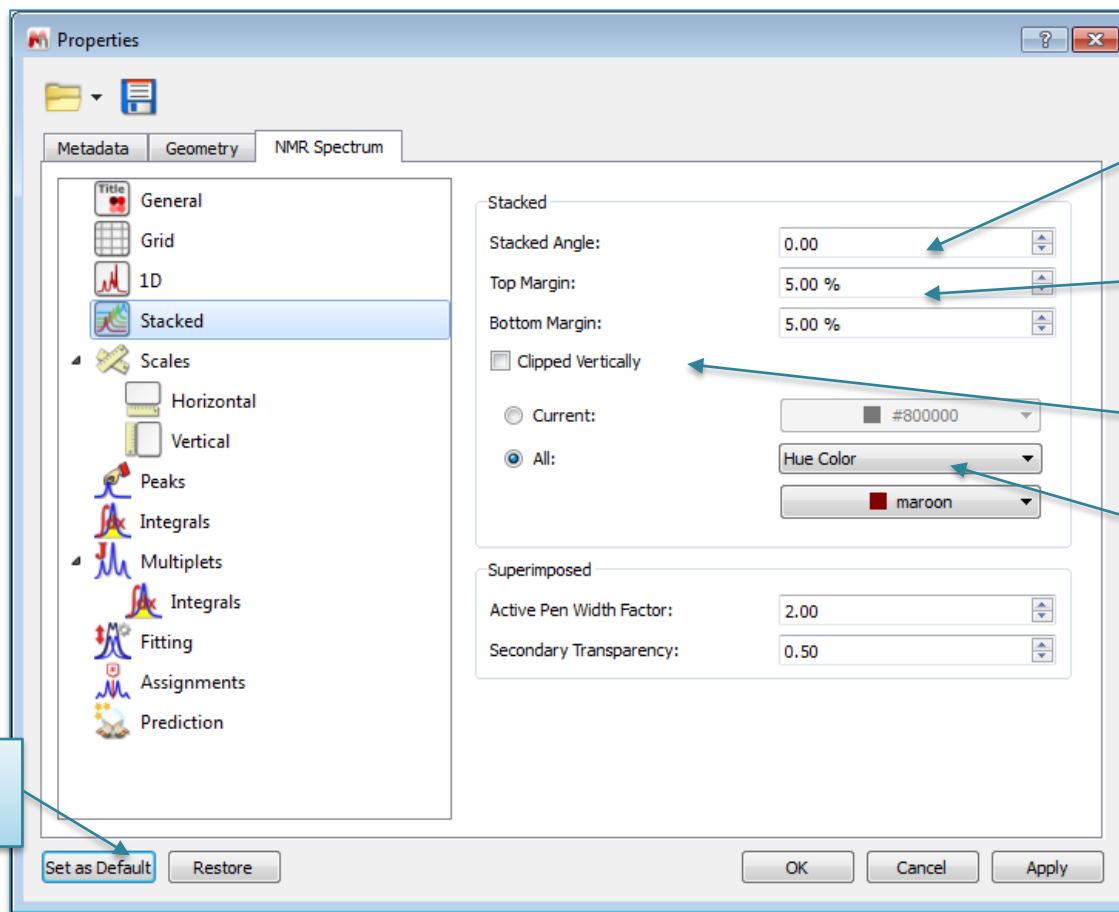 Properties
Metadata Geometry NMR Spectrum
Title
General
Grid
1D
Stacked
Scales
Horizontal
Vertical
Peaks
Integrals
Multiplets
Integrals
Fitting
Assignments
Prediction
Stacked
Stacked Angle: 0.00
Top Margin: 5.00 %
Bottom Margin: 5.00 %
Clipped Vertically
Current: #800000
All: Hue Color
maroon
Superimposed
Active Pen Width Factor: 2.00
Secondary Transparency: 0.50
Set as Default Restore OK Cancel Apply